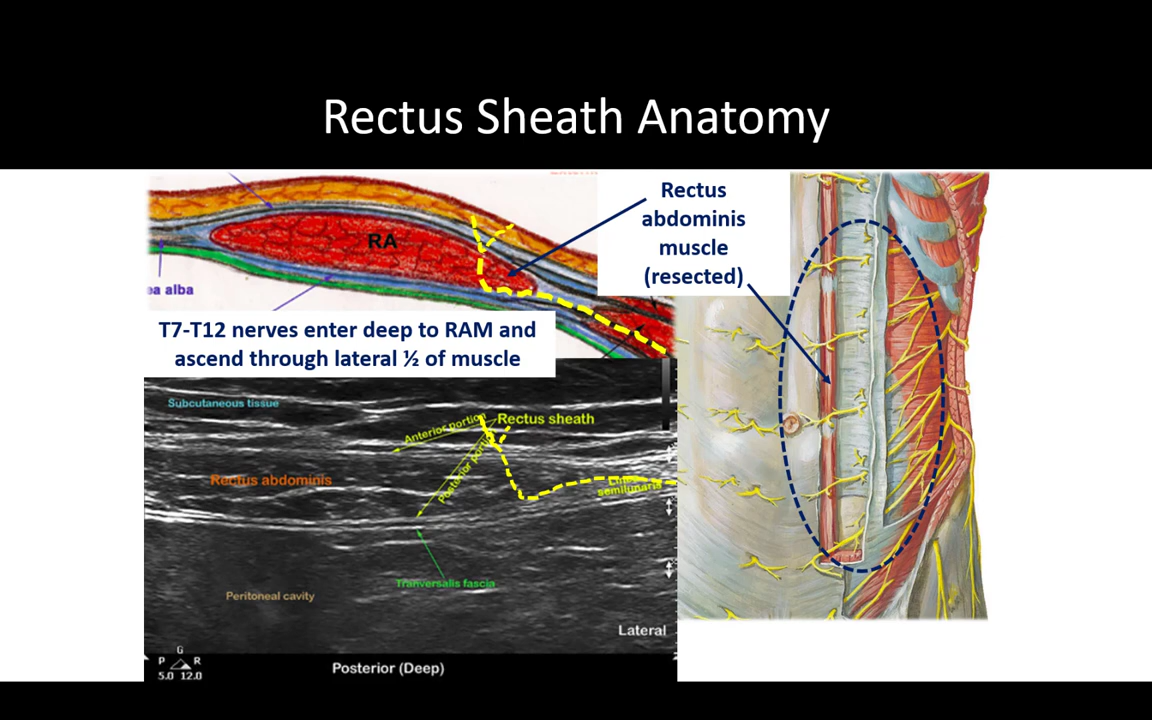 Rectus Sheath Anatomy
RA
ea alba
Rectus
abdominis
muscle
(resected)
T7-T12 nerves enter deep to RAM and
ascend through lateral ½ of muscle
Subcutaneous tissue
Rectus sheath
Anterior portion
Posterior portion
Rectus abdominis
Linea
semilunaris
Tranversalis fascia
Peritoneal cavity
Lateral
Posterior (Deep)
G
P R
5.0 12.0